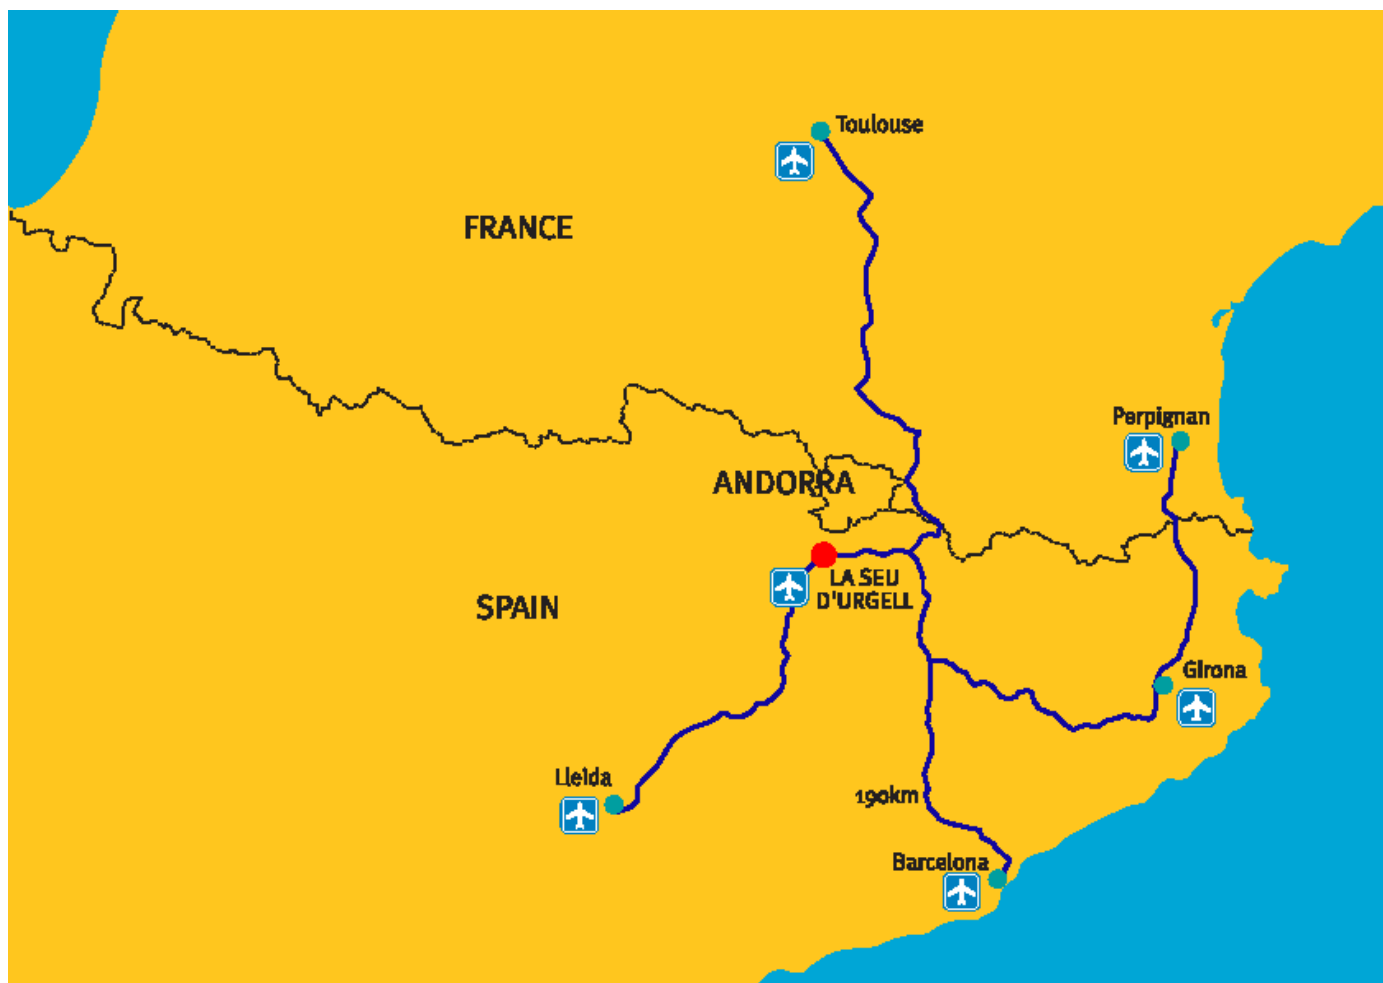 Toulouse
FRANCE
Perpignan
ANDORRA
LA SEU
D'URGELL
SPAIN
Girona
Lleida
190km
Barcelona